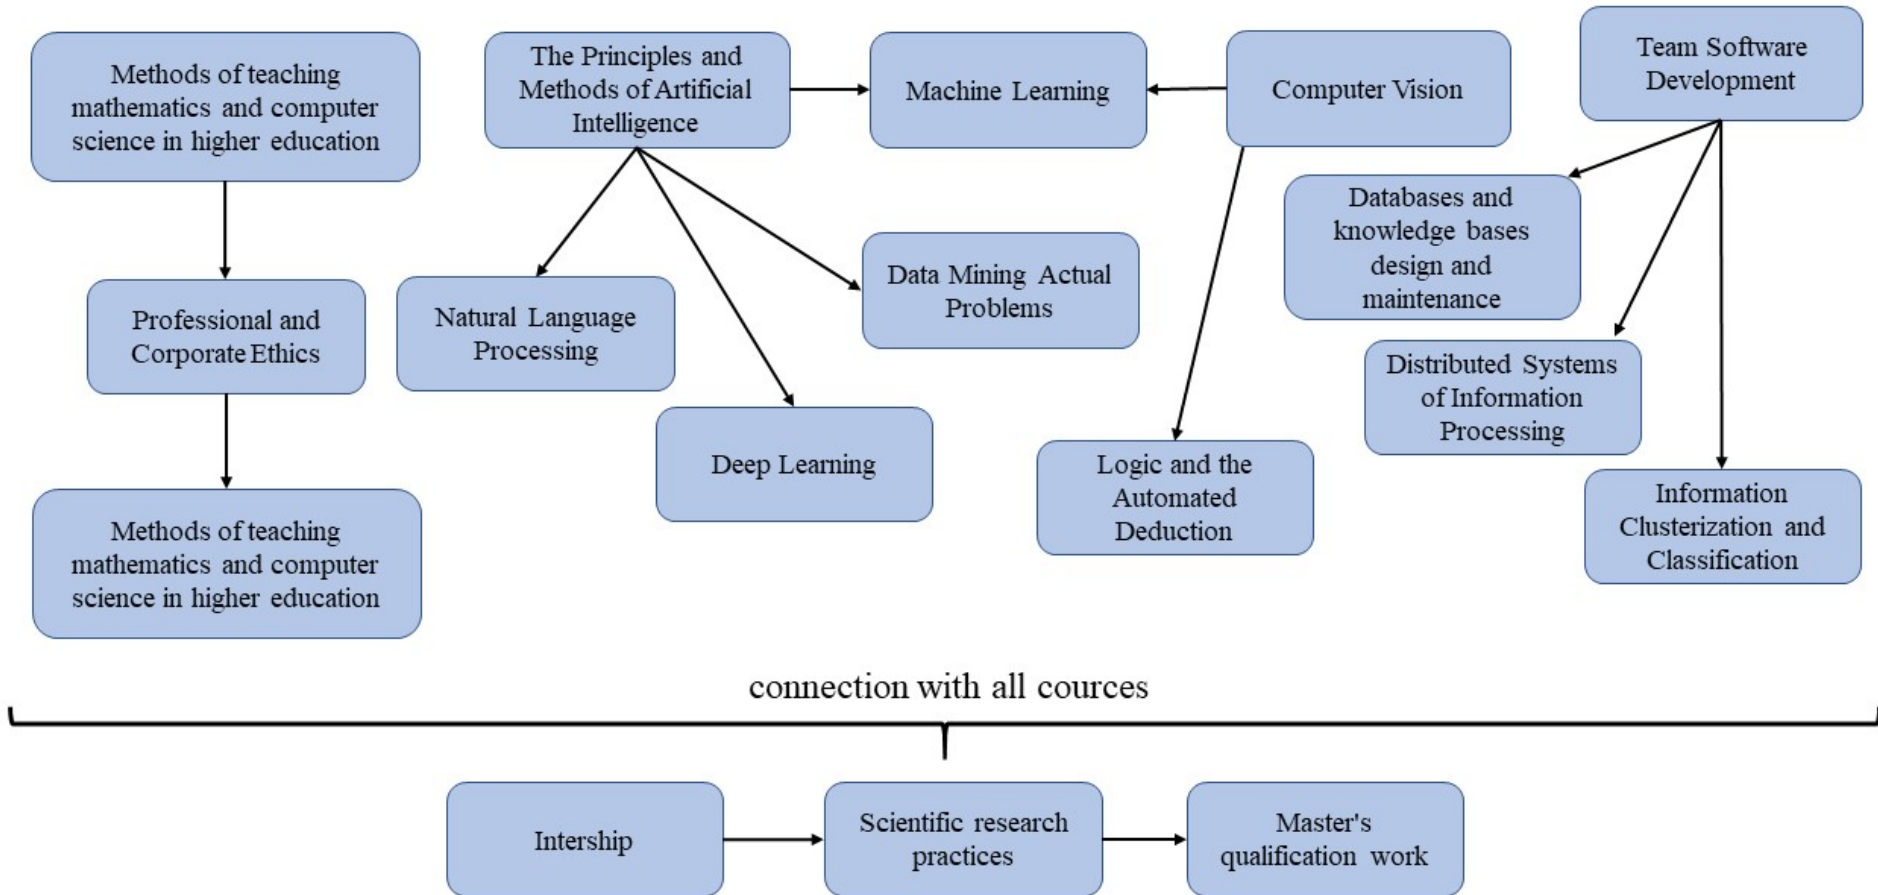 Methods of teaching
mathematics and computer
science in higher education
The Principles and
Methods of Artificial
Intelligence
Machine Learning
Computer Vision
Team Software
Development
Databases and
knowledge bases
design and
maintenance
Professional and
Corporate Ethics
Natural Language
Processing
Data Mining Actual
Problems
Distributed Systems
of Information
Processing
Deep Learning
Logic and the
Automated
Deduction
Information
Clusterization and
Classification
Methods of teaching
mathematics and computer
science in higher education
connection with all cources
Intership
Scientific research
practices
Master's
qualification work